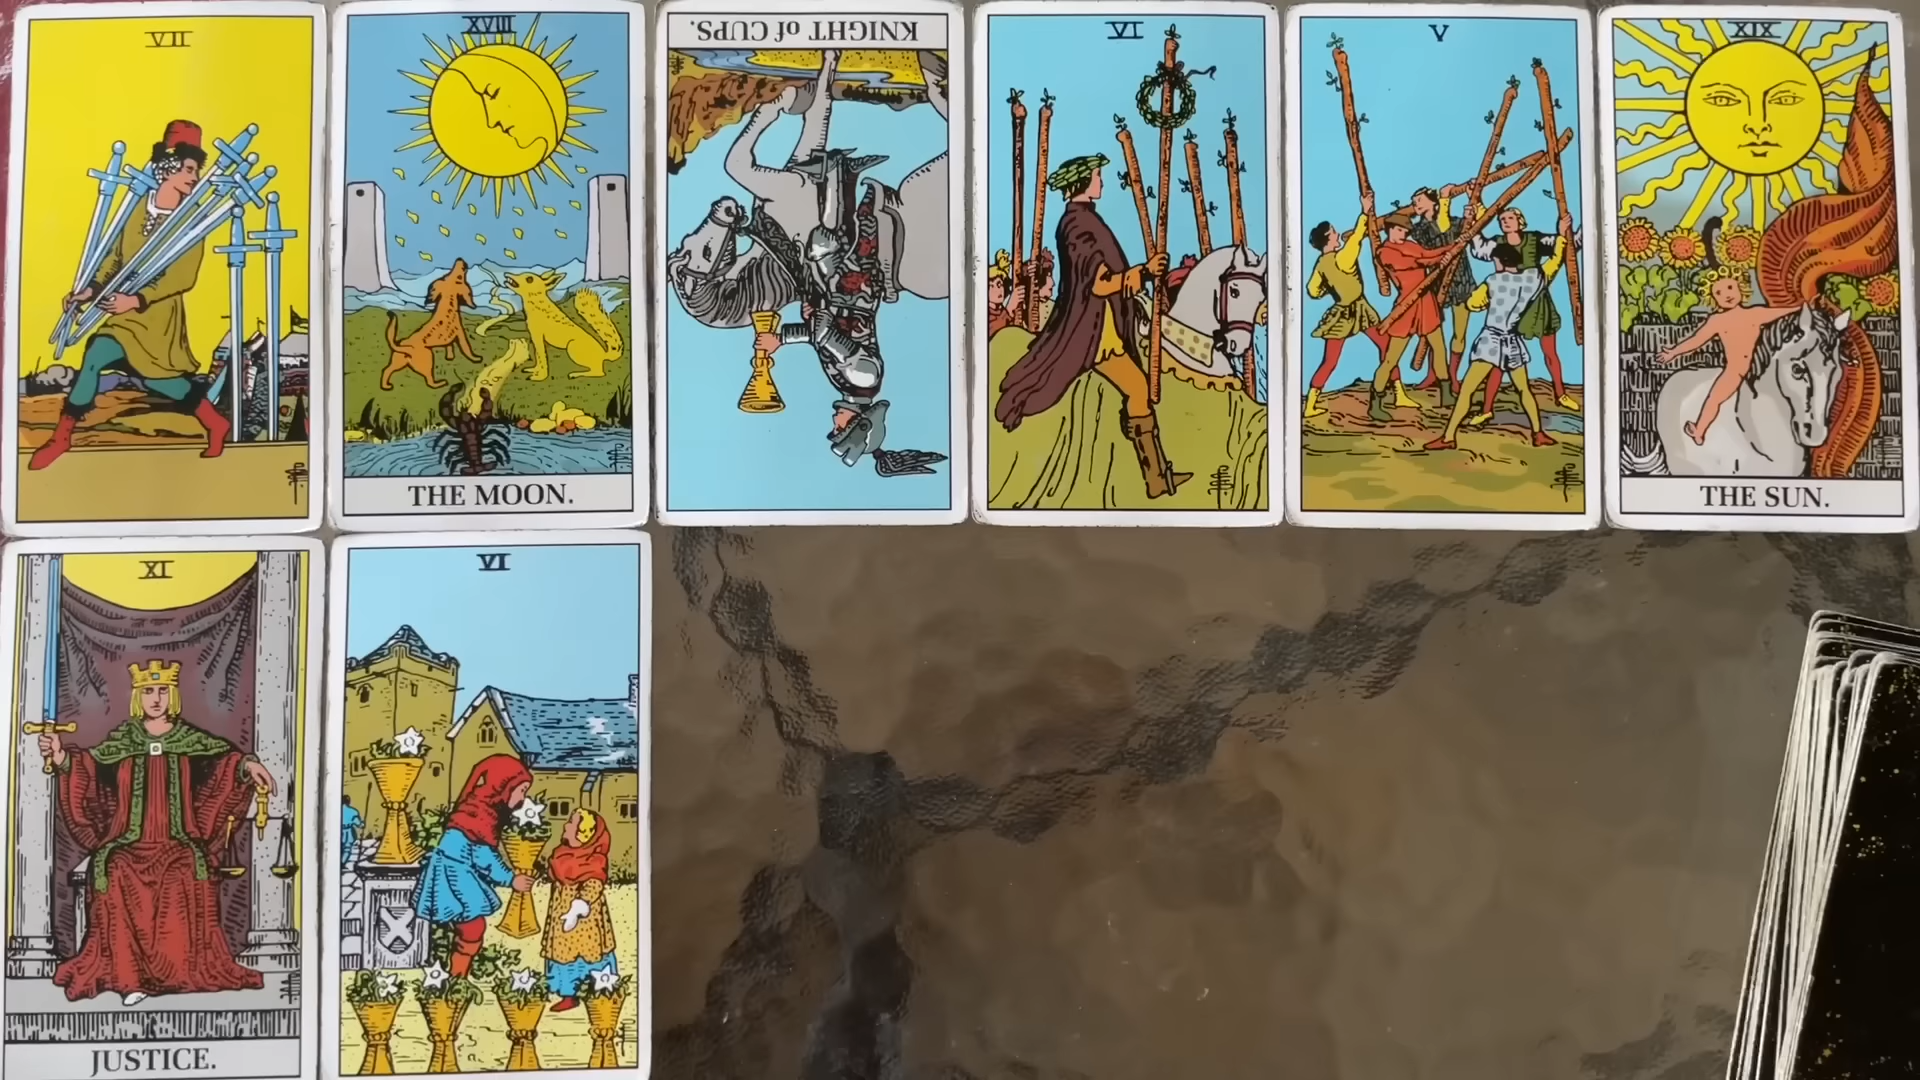 VII
XVIII
THE MOON.
KNIGHT of CUPS.
VI
V
XIX
THE SUN.
XI
JUSTICE.
VI